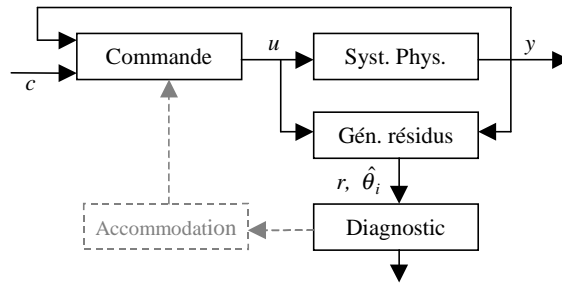 Commande
u
Syst. Phys.
y
c
Gén. résidus
r, θ̂ᵢ
Accommodation
Diagnostic